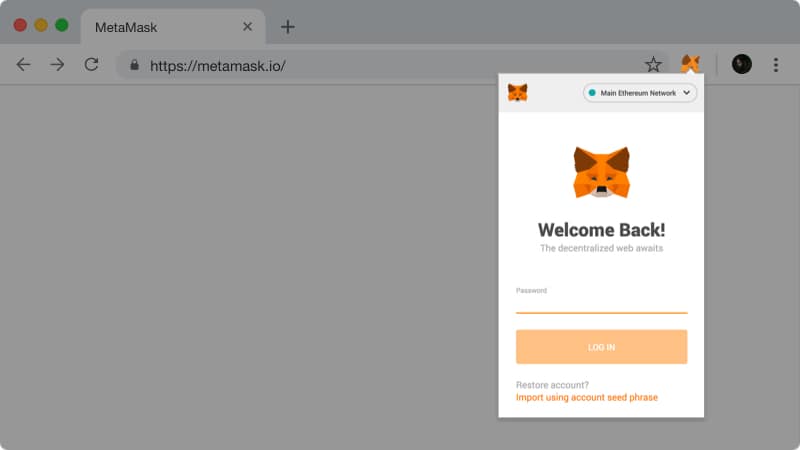 MetaMask
https://metamask.io/
Main Ethereum Network
Welcome Back!
The decentralized web awaits
Password
LOG IN
Restore account?
Import using account seed phrase